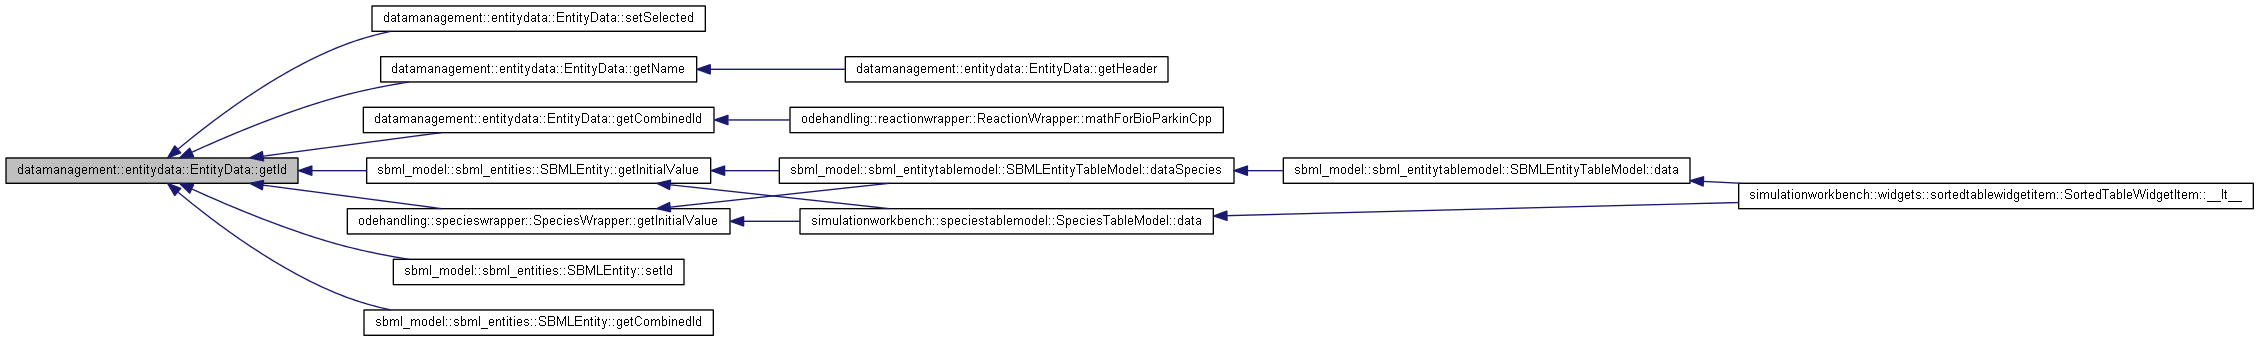 datamanagement::entitydata::EntityData::setSelected
datamanagement::entitydata::EntityData::getName
datamanagement::entitydata::EntityData::getHeader
datamanagement::entitydata::EntityData::getCombinedId
odehandling::reactionwrapper::ReactionWrapper::mathForBioParkinCpp
datamanagement::entitydata::EntityData::getId
sbml_model::sbml_entities::SBMLEntity::getInitialValue
sbml_model::sbml_entitytablemodel::SBMLEntityTableModel::dataSpecies
sbml_model::sbml_entitytablemodel::SBMLEntityTableModel::data
simulationworkbench::widgets::sortedtablewidgetitem::SortedTableWidgetItem::__lt__
odehandling::specieswrapper::SpeciesWrapper::getInitialValue
simulationworkbench::speciestablemodel::SpeciesTableModel::data
sbml_model::sbml_entities::SBMLEntity::setId
sbml_model::sbml_entities::SBMLEntity::getCombinedId